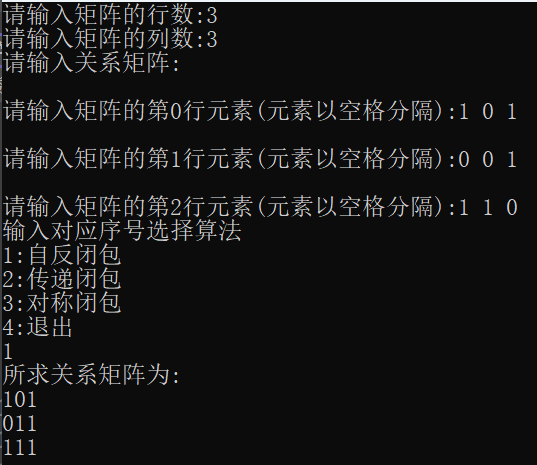 请输入矩阵的行数:3
请输入矩阵的列数:3
请输入关系矩阵:
请输入矩阵的第0行元素(元素以空格分隔):1 0 1
请输入矩阵的第1行元素(元素以空格分隔):0 0 1
请输入矩阵的第2行元素(元素以空格分隔):1 1 0
输入对应序号选择算法
1:自反闭包
2:传递闭包
3:对称闭包
4:退出
1
所求关系矩阵为:
101
011
111